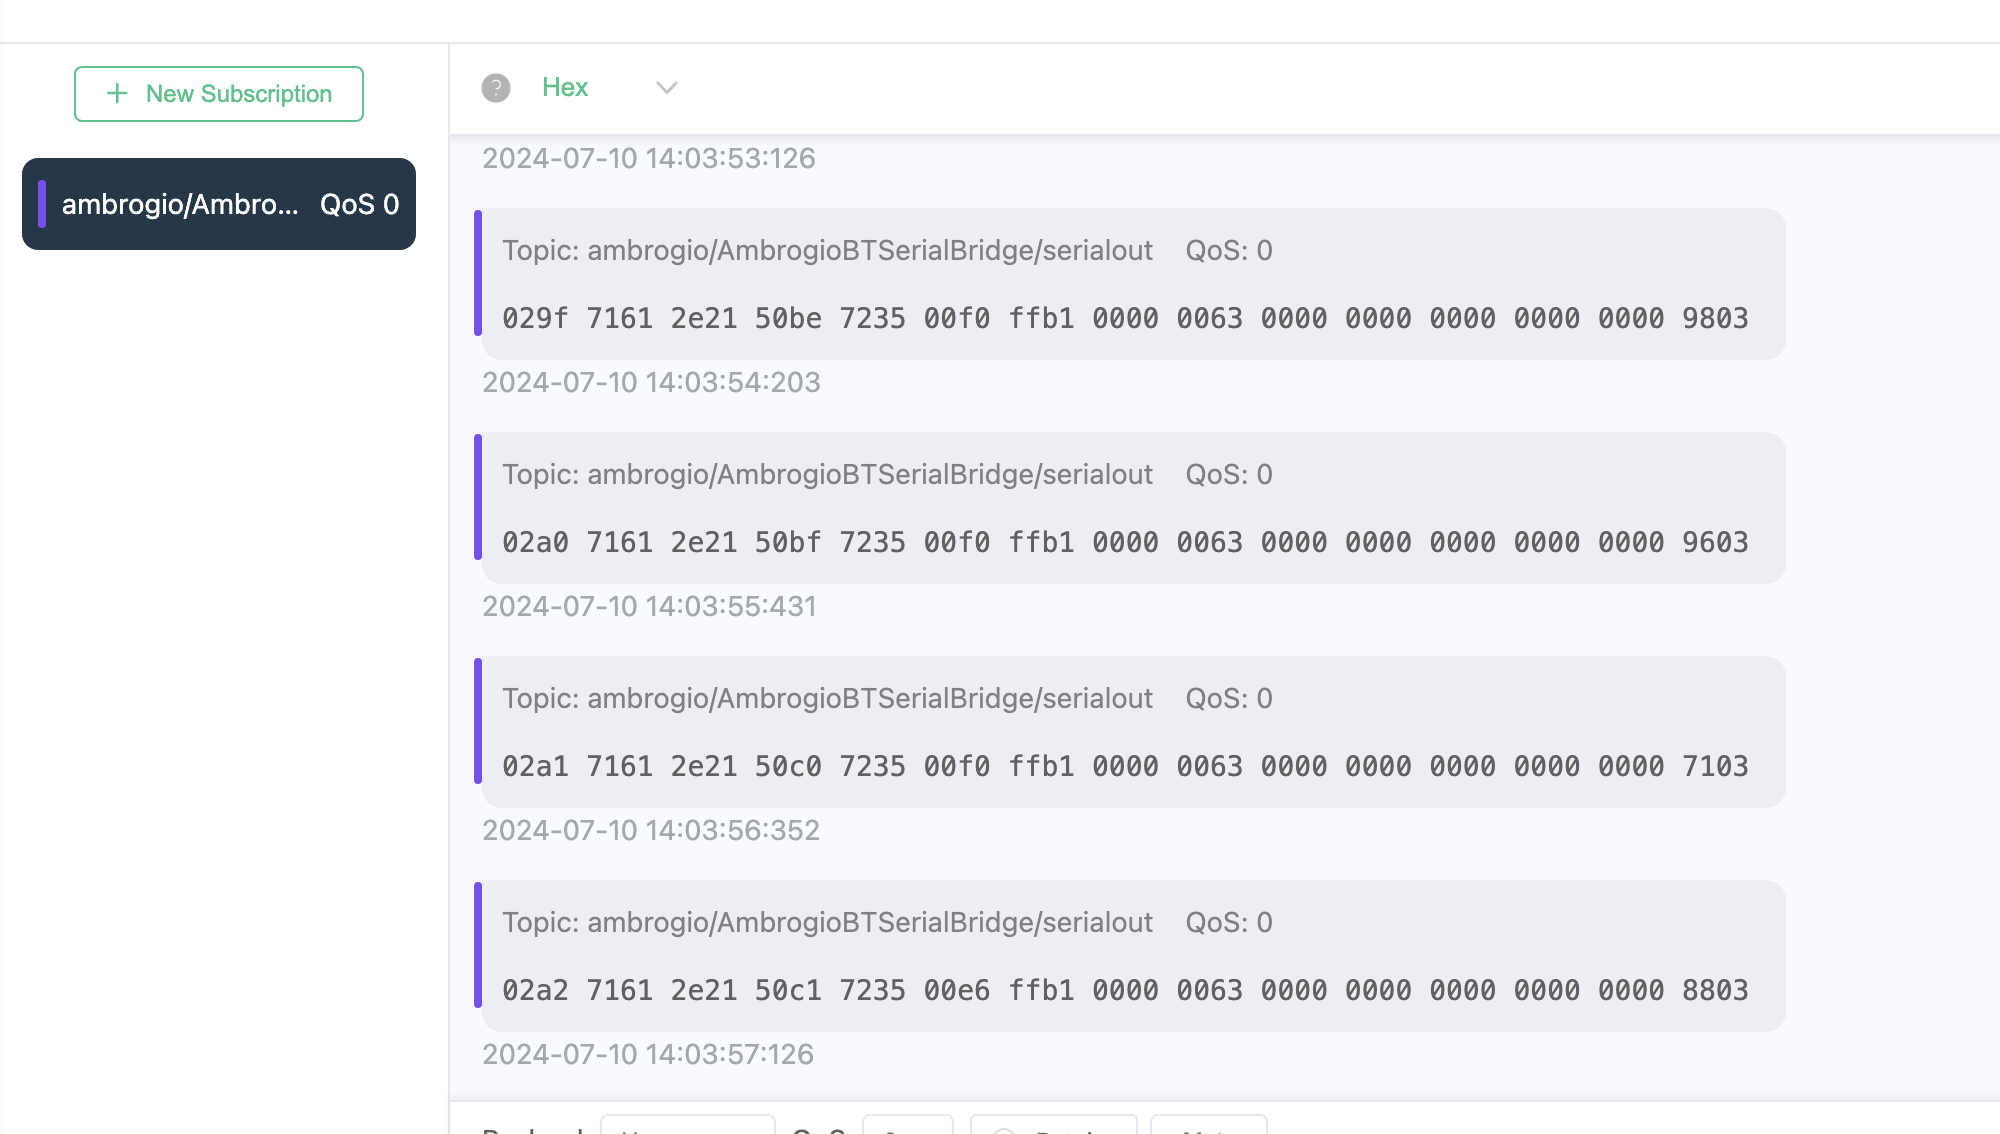 New Subscription
ambrogio/Ambro... QoS 0
Hex
2024-07-10 14:03:53:126
Topic: ambrogio/AmbrogioBTSerialBridge/serialout QoS: 0
029f 7161 2e21 50be 7235 00f0 ffb1 0000 0063 0000 0000 0000 0000 0000 9803
2024-07-10 14:03:54:203
Topic: ambrogio/AmbrogioBTSerialBridge/serialout QoS: 0
02a0 7161 2e21 50bf 7235 00f0 ffb1 0000 0063 0000 0000 0000 0000 0000 9603
2024-07-10 14:03:55:431
Topic: ambrogio/AmbrogioBTSerialBridge/serialout QoS: 0
02a1 7161 2e21 50c0 7235 00f0 ffb1 0000 0063 0000 0000 0000 0000 0000 7103
2024-07-10 14:03:56:352
Topic: ambrogio/AmbrogioBTSerialBridge/serialout QoS: 0
02a2 7161 2e21 50c1 7235 00e6 ffb1 0000 0063 0000 0000 0000 0000 0000 8803
2024-07-10 14:03:57:126